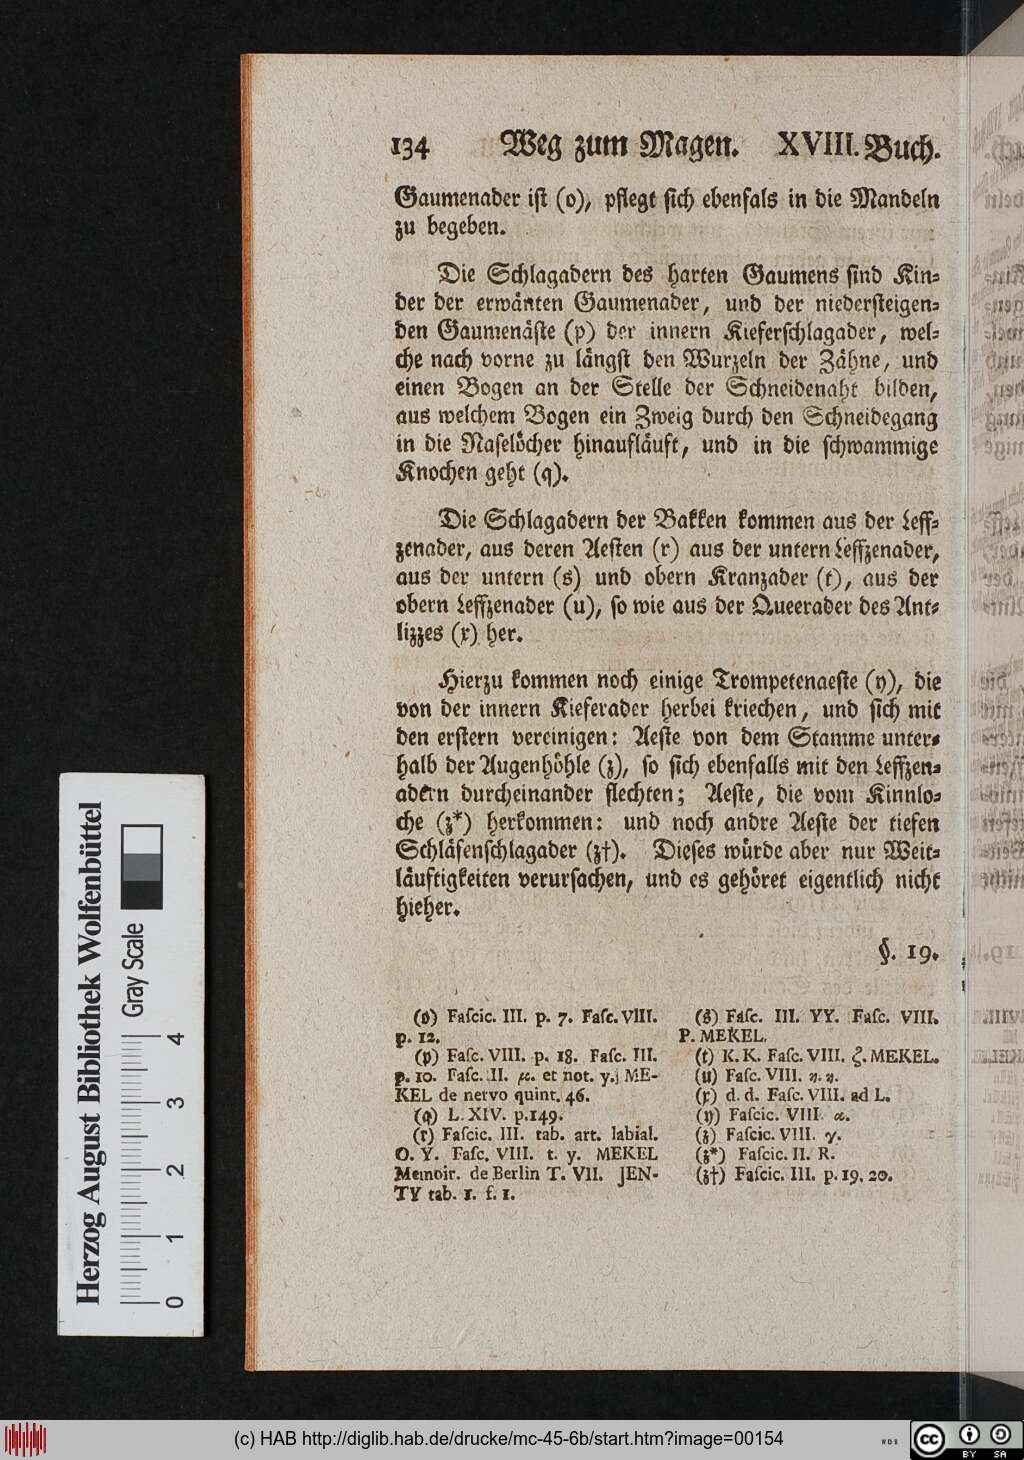 134 Weg zum Magen. XVIII. Buch.
Gaumenader ist (o), pflegt sich ebenfals in die Mandeln
zu begeben.
Die Schlagadern des harten Gaumens sind Kin-
der der erwänten Gaumenader, und der niedersteigen-
den Gaumenäste (p) der innern Kieferschlagader, wel-
che nach vorne zu längst den Wurzeln der Zähne, und
einen Bogen an der Stelle der Schneidenaht bilden,
aus welchem Bogen ein Zweig durch den Schneidegang
in die Naselöcher hinaufläuft, und in die schwammige
Knochen geht (q).
Die Schlagadern der Bakken kommen aus der Leff-
zenader, aus deren Aesten (r) aus der untern Leffzenader,
aus der untern (s) und obern Kranzader (t), aus der
obern Leffzenader (u), so wie aus der Queerader des Ant-
lizzes (x) her.
Hierzu kommen noch einige Trompetenaeste (y), die
von der innern Kieferader herbei kriechen, und sich mit
den erstern vereinigen: Aeste von dem Stamme unter-
halb der Augenhöhle (z), so sich ebenfalls mit den Leffzen-
adern durcheinander flechten; Aeste, die vom Kinnlo-
che (z*) herkommen: und noch andre Aeste der tiefen
Schläfenschlagader (z†). Dieses würde aber nur Weit-
läuftigkeiten verursachen, und es gehöret eigentlich nicht
hieher.
§. 19.
(o) Fascic. III. p. 7. Fasc. VIII.
p. 12.
(p) Fasc. VIII. p. 18. Fasc. III.
p. 10. Fasc. II. μ. et not. y. ME-
KEL de nervo quint. 46.
(q) L. XIV. p. 149.
(r) Fascic. III. tab. art. labial.
O. Y. Fasc. VIII. t. y. MEKEL
Memoir. de Berlin T. VII. JEN-
TY tab. 1. f. 1.
(s) Fasc. III. YY. Fasc. VIII.
P. MEKEL.
(t) K. K. Fasc. VIII. ζ. MEKEL.
(u) Fasc. VIII. η. η.
(x) d. d. Fasc. VIII. ad L.
(y) Fascic. VIII. α.
(z) Fascic. VIII. γ.
(z*) Fascic. II. R.
(z†) Fascic. III. p. 19. 20.
Herzog August Bibliothek Wolfenbüttel
Gray Scale
0 1 2 3 4
(c) HAB http://diglib.hab.de/drucke/mc-45-6b/start.htm?image=00154
cc BY SA